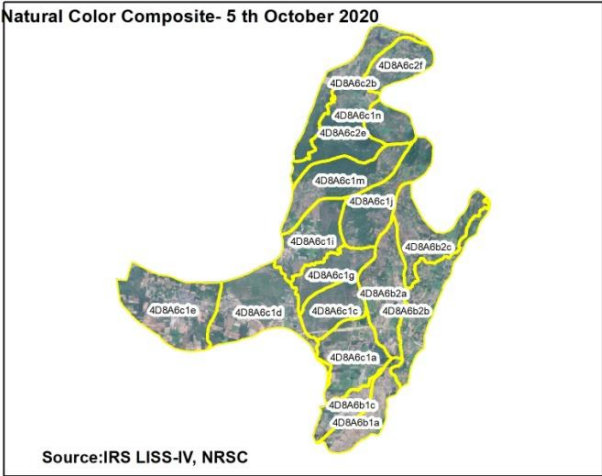 Natural Color Composite- 5 th October 2020
4D8A6c2f
4D8A6c2b
4D8A6c1n
4D8A6c2e
4D8A6c1m
4D8A6c1j
4D8A6c1i
4D8A6b2c
4D8A6c1g
4D8A6b2a
4D8A6c1e
4D8A6c1d
4D8A6c1c
4D8A6b2b
4D8A6c1a
4D8A6b1c
4D8A6b1a
Source:IRS LISS-IV, NRSC